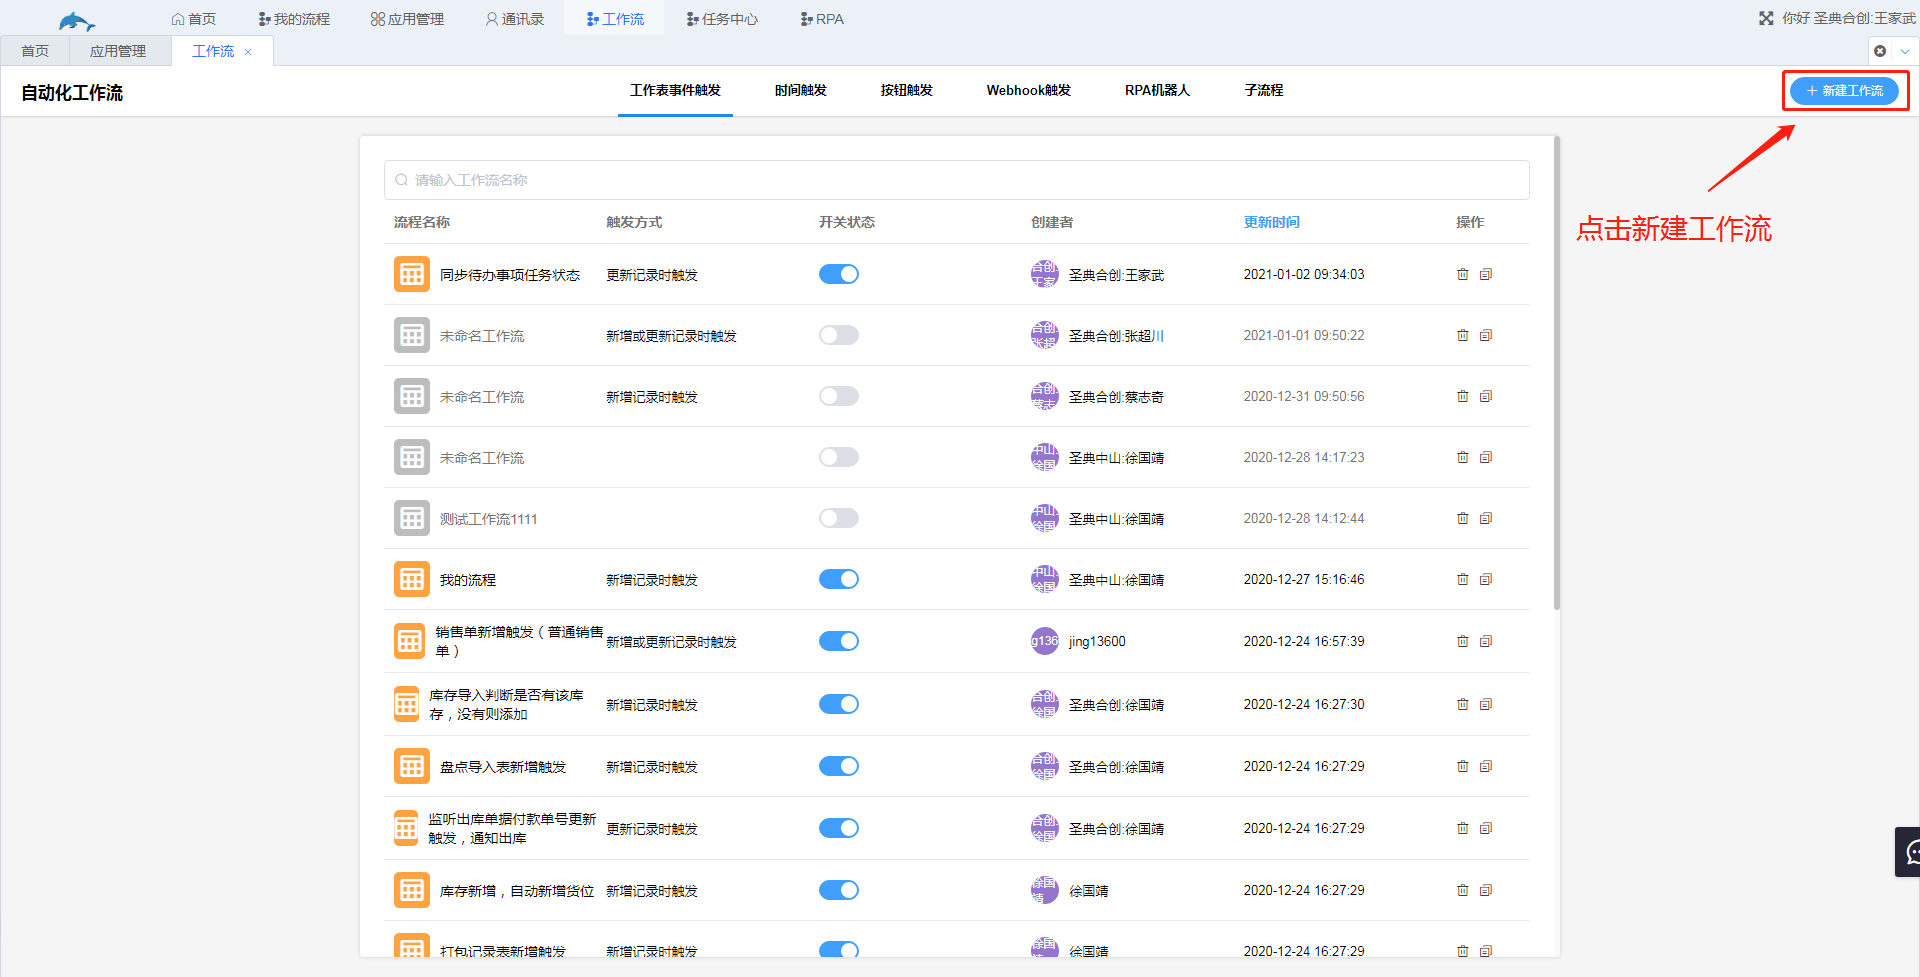 首页 我的流程 应用管理 通讯录 工作流 任务中心 RPA 你好 圣典合创:王家武
首页 应用管理 工作流 ×
自动化工作流 工作表事件触发 时间触发 按钮触发 Webhook触发 RPA机器人 子流程 + 新建工作流
点击新建工作流
请输入工作流名称
流程名称 触发方式 开关状态 创建者 更新时间 操作
同步待办事项任务状态 更新记录时触发 圣典合创:王家武 2021-01-02 09:34:03
未命名工作流 新增或更新记录时触发 圣典合创:张超川 2021-01-01 09:50:22
未命名工作流 新增记录时触发 圣典合创:蔡志奇 2020-12-31 09:50:56
未命名工作流 圣典中山:徐国靖 2020-12-28 14:17:23
测试工作流1111 圣典中山:徐国靖 2020-12-28 14:12:44
我的流程 新增记录时触发 圣典中山:徐国靖 2020-12-27 15:16:46
销售单新增触发（普通销售
单） 新增或更新记录时触发 g136 jing13600 2020-12-24 16:57:39
库存导入判断是否有该库
存，没有则添加 新增记录时触发 圣典合创:徐国靖 2020-12-24 16:27:30
盘点导入表新增触发 新增记录时触发 圣典合创:徐国靖 2020-12-24 16:27:29
监听出库单据付款单号更新
触发，通知出库 更新记录时触发 圣典合创:徐国靖 2020-12-24 16:27:29
库存新增，自动新增货位 新增记录时触发 徐国靖 2020-12-24 16:27:29
打包记录表新增触发 新增记录时触发 徐国靖 2020-12-24 16:27:29